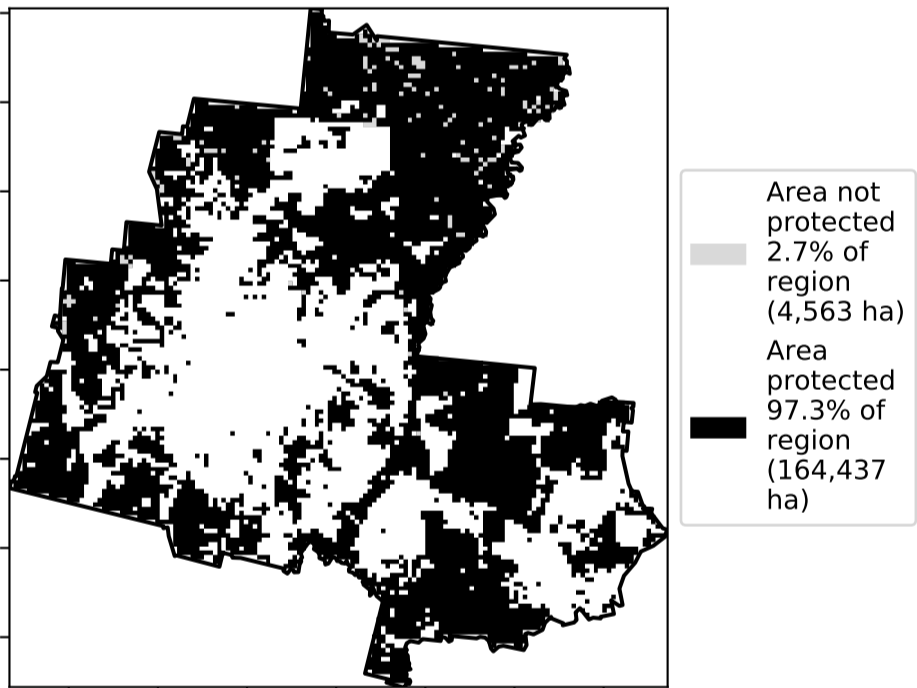 Area not
protected
2.7% of
region
(4,563 ha)
Area
protected
97.3% of
region
(164,437
ha)